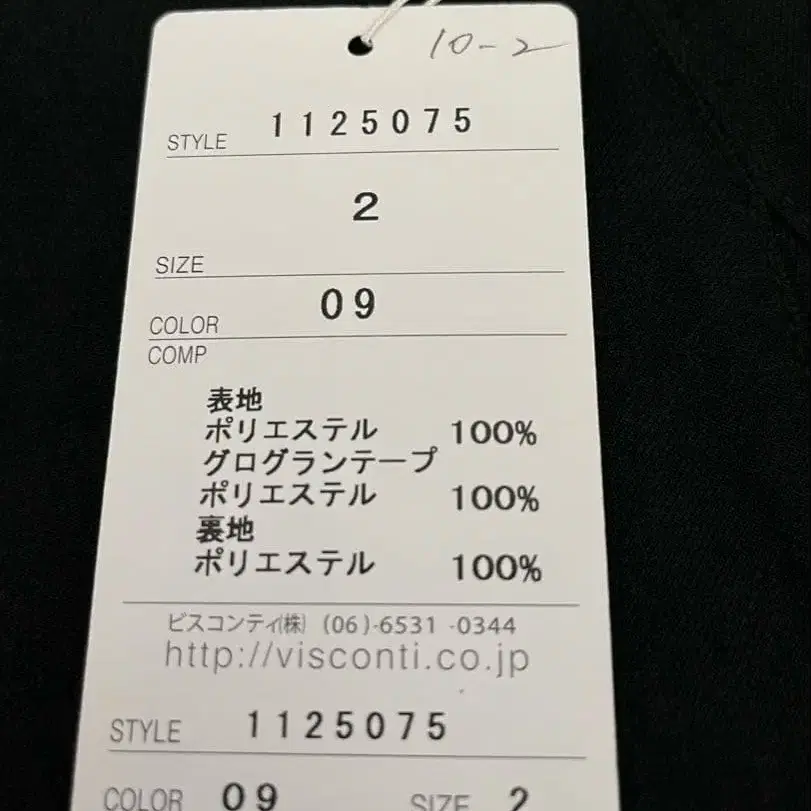 10-2
STYLE 1125075
2
SIZE
09
COLOR
COMP
表地
ポリエステル 100%
グログランテープ
ポリエステル 100%
裏地
ポリエステル 100%
ビスコンティ(株) (06)-6531 -0344
http://visconti.co.jp
STYLE 1125075
COLOR 09 SIZE 2